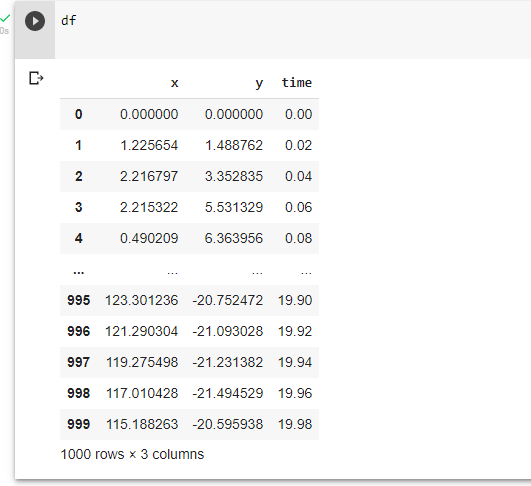 0s
df
x y time
0 0.000000 0.000000 0.00
1 1.225654 1.488762 0.02
2 2.216797 3.352835 0.04
3 2.215322 5.531329 0.06
4 0.490209 6.363956 0.08
... ... ... ...
995 123.301236 -20.752472 19.90
996 121.290304 -21.093028 19.92
997 119.275498 -21.231382 19.94
998 117.010428 -21.494529 19.96
999 115.188263 -20.595938 19.98
1000 rows × 3 columns